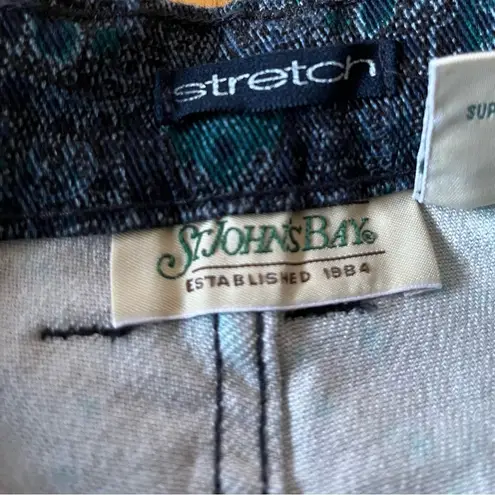 stretch
SUP
ST. JOHN'S BAY®
ESTABLISHED 1984